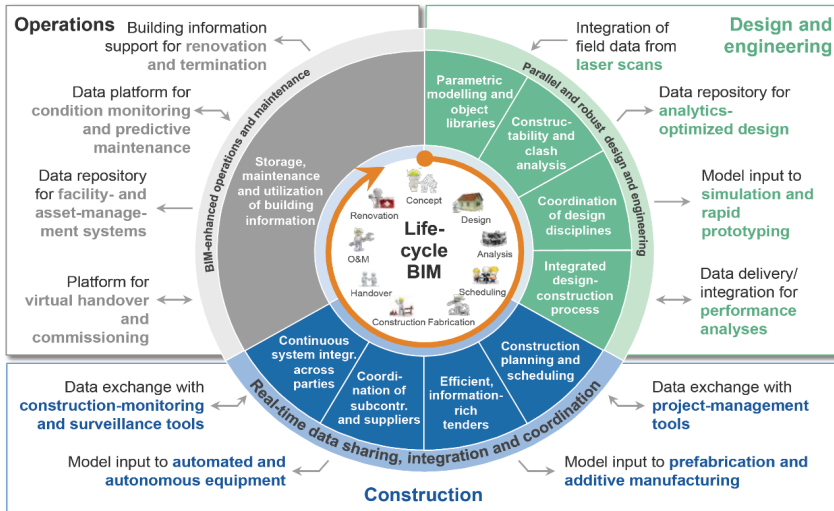 Operations
Building information
support for renovation
and termination
Data platform for
condition monitoring
and predictive
maintenance
Data repository
for facility- and
asset-manage-
ment systems
Platform for
virtual handover
and
commissioning
BIM-enhanced operations and maintenance
Storage,
maintenance
and utilization
of building
information
Design and
engineering
Integration of
field data from
laser scans
Data repository for
analytics-
optimized design
Model input to
simulation and
rapid
prototyping
Data delivery/
integration for
performance
analyses
Parallel and robust design and engineering
Parametric
modelling and
object
libraries
Construc-
tability and
clash
analysis
Coordination
of design
disciplines
Integrated
design-
construction
process
Life-
cycle
BIM
Concept
Design
Analysis
Scheduling
Fabrication
Construction
Handover
O&M
Renovation
Continuous
system integr.
across
parties
Coordi-
nation of
subcontr.
and suppliers
Efficient,
information-
rich
tenders
Construction
planning and
scheduling
Real-time data sharing, integration and coordination
Data exchange with
construction-monitoring
and surveillance tools
Model input to automated and
autonomous equipment
Data exchange with
project-management
tools
Model input to prefabrication and
additive manufacturing
Construction